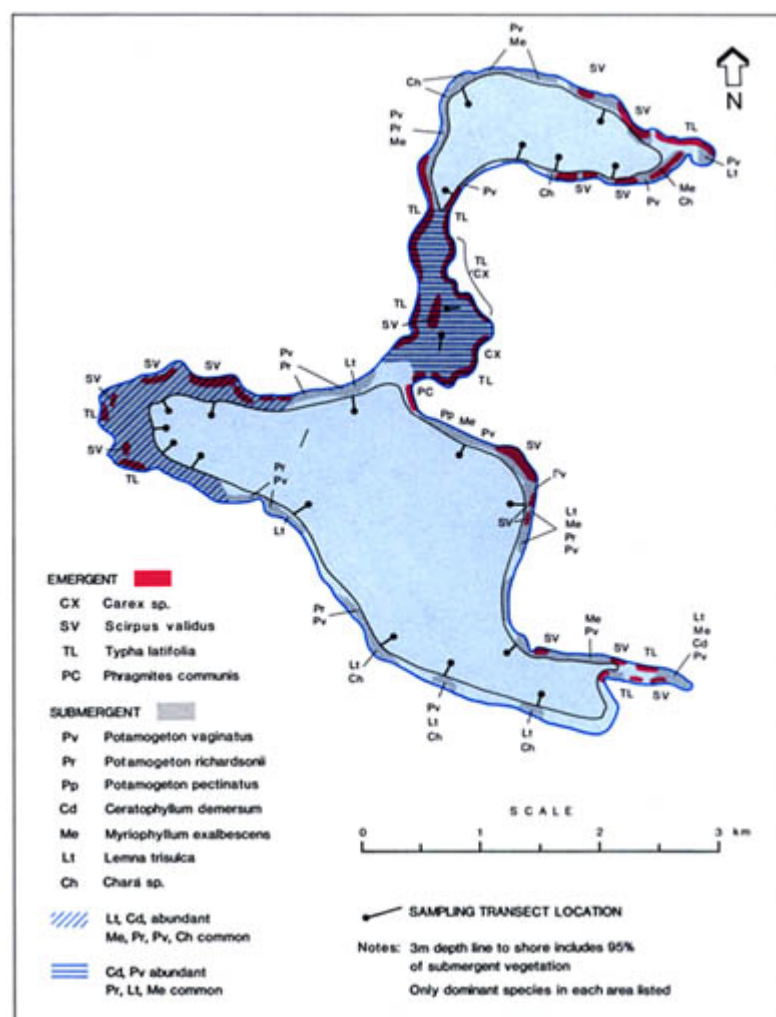 Pv
Me
SV
Ch
N
Pv
Pr
Me
SV
TL
Pv
Lt
Me
Ch
Pv
SV
SV
Ch
Pv
TL
TL
TL
CX
TL
SV
CX
TL
PC
Lt
Pv
Pr
SV
SV
SV
TL
SV
TL
Pp
Me
Pv
SV
Pv
SV
Lt
Me
Pr
Pv
Pr
Pv
Lt
Pr
Pv
Lt
Ch
Pv
Lt
Ch
Lt
Ch
SV
Me
Pv
SV
TL
Lt
Me
Cd
Pv
TL
SV
EMERGENT
CX Carex sp.
SV Scirpus validus
TL Typha latifolia
PC Phragmites communis
SUBMERGENT
Pv Potamogeton vaginatus
Pr Potamogeton richardsonii
Pp Potamogeton pectinatus
Cd Ceratophyllum demersum
Me Myriophyllum exalbescens
Lt Lemna trisulca
Ch Chara sp.
Lt, Cd, abundant
Me, Pr, Pv, Ch common
Cd, Pv abundant
Pr, Lt, Me common
SCALE
0 1 2 3 km
SAMPLING TRANSECT LOCATION
Notes: 3m depth line to shore includes 95%
of submergent vegetation
Only dominant species in each area listed